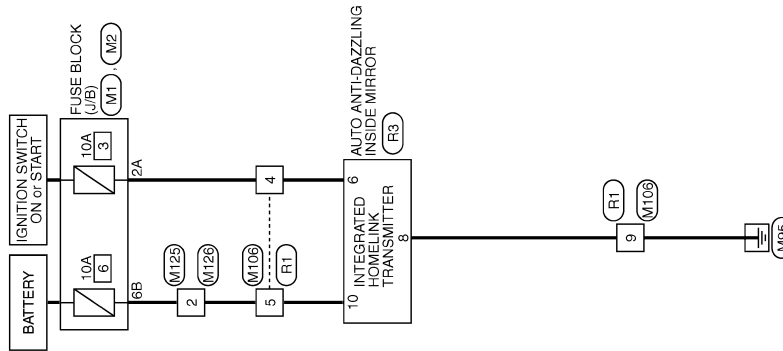 IGNITION SWITCH
ON or START
BATTERY
FUSE BLOCK
(J/B)
M1 , M2
10A
3
10A
6
2A
6B
M125
M126
2
M106
R1
4
5
AUTO ANTI-DAZZLING
INSIDE MIRROR
R3
6
10
INTEGRATED
HOMELINK
TRANSMITTER
8
R1
M106
9
M95